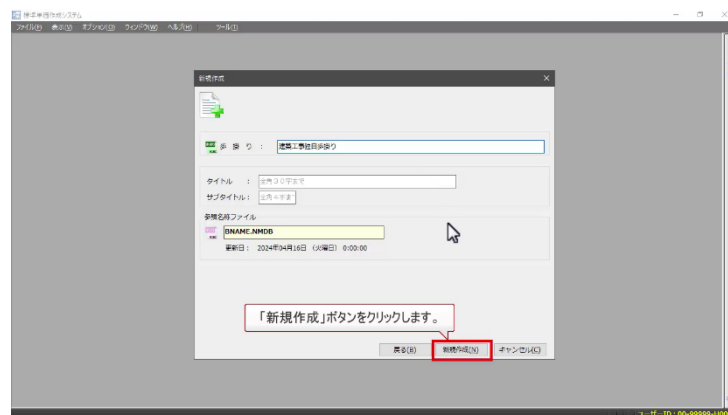 標準単価作成システム
ファイル(F) 表示(V) オプション(O) ウィンドウ(W) ヘルプ(H) ツール(T)
新規作成
歩掛り : 建築工事独自歩掛り
タイトル : 全角30字まで
サブタイトル : 全角4字まで
参照名称ファイル
BNAME.NMDB
更新日 : 2024年04月16日 (火曜日) 0:00:00
「新規作成」ボタンをクリックします。
戻る(B) 新規作成(N) キャンセル(C)